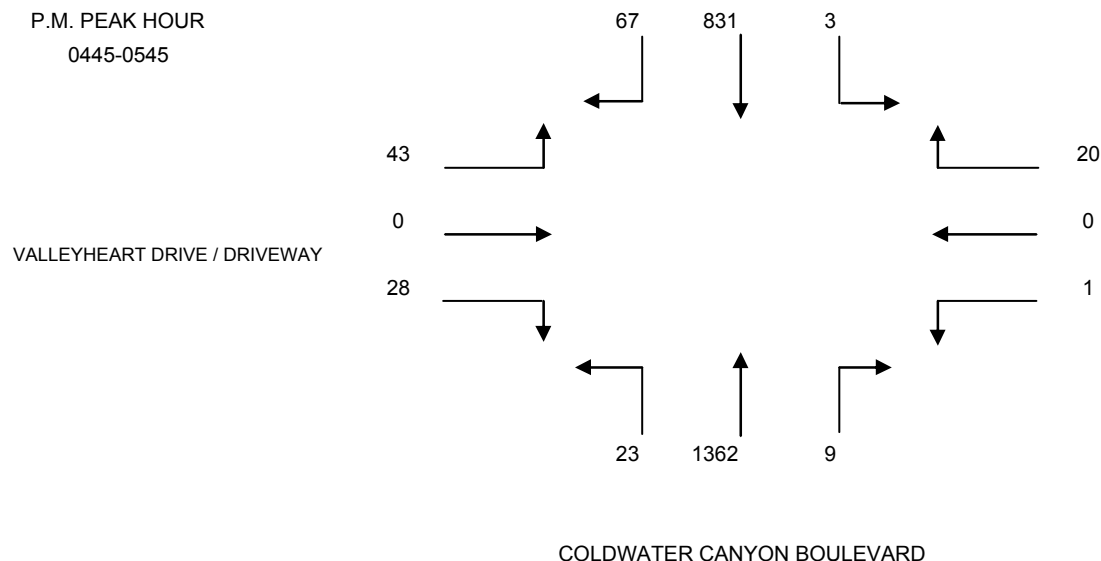 P.M. PEAK HOUR
0445-0545
67 831 3
43 20
0 0
VALLEYHEART DRIVE / DRIVEWAY
28 1
23 1362 9
COLDWATER CANYON BOULEVARD